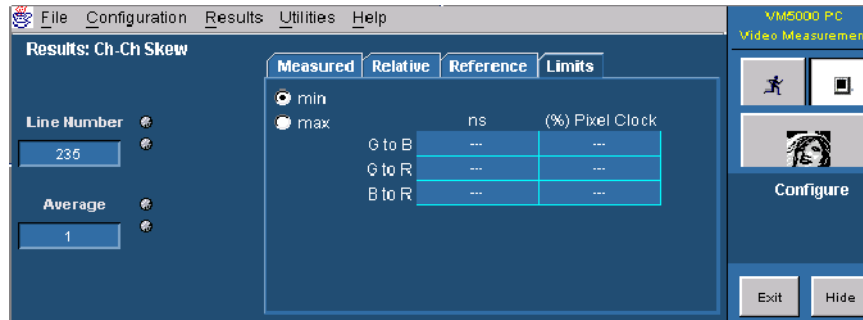 File Configuration Results Utilities Help
VM5000 PC
Results: Ch-Ch Skew
Measured Relative Reference Limits
min
max
ns (%) Pixel Clock
G to B --- ---
G to R --- ---
B to R --- ---
Line Number
235
Average
1
Video
Configure
Exit Hide